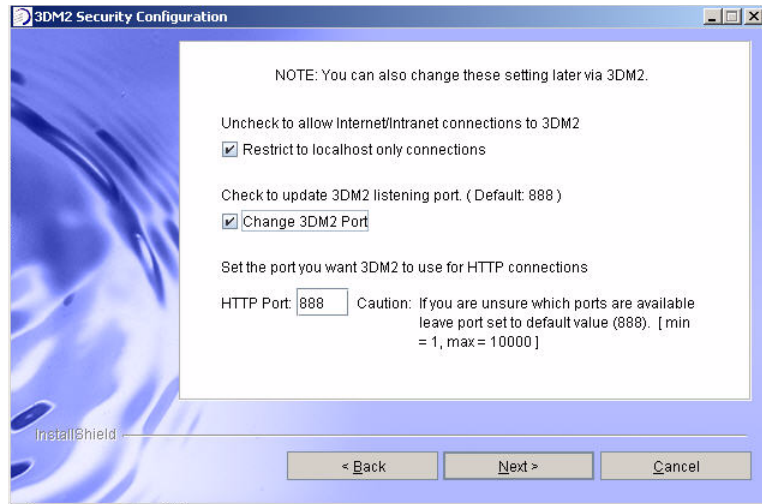 3DM2 Security Configuration
NOTE: You can also change these setting later via 3DM2.
Uncheck to allow Internet/Intranet connections to 3DM2
Restrict to localhost only connections
Check to update 3DM2 listening port. ( Default: 888 )
Change 3DM2 Port
Set the port you want 3DM2 to use for HTTP connections
HTTP Port: 888 Caution: If you are unsure which ports are available
leave port set to default value (888). [ min
= 1, max = 10000 ]
InstallShield
< Back Next > Cancel